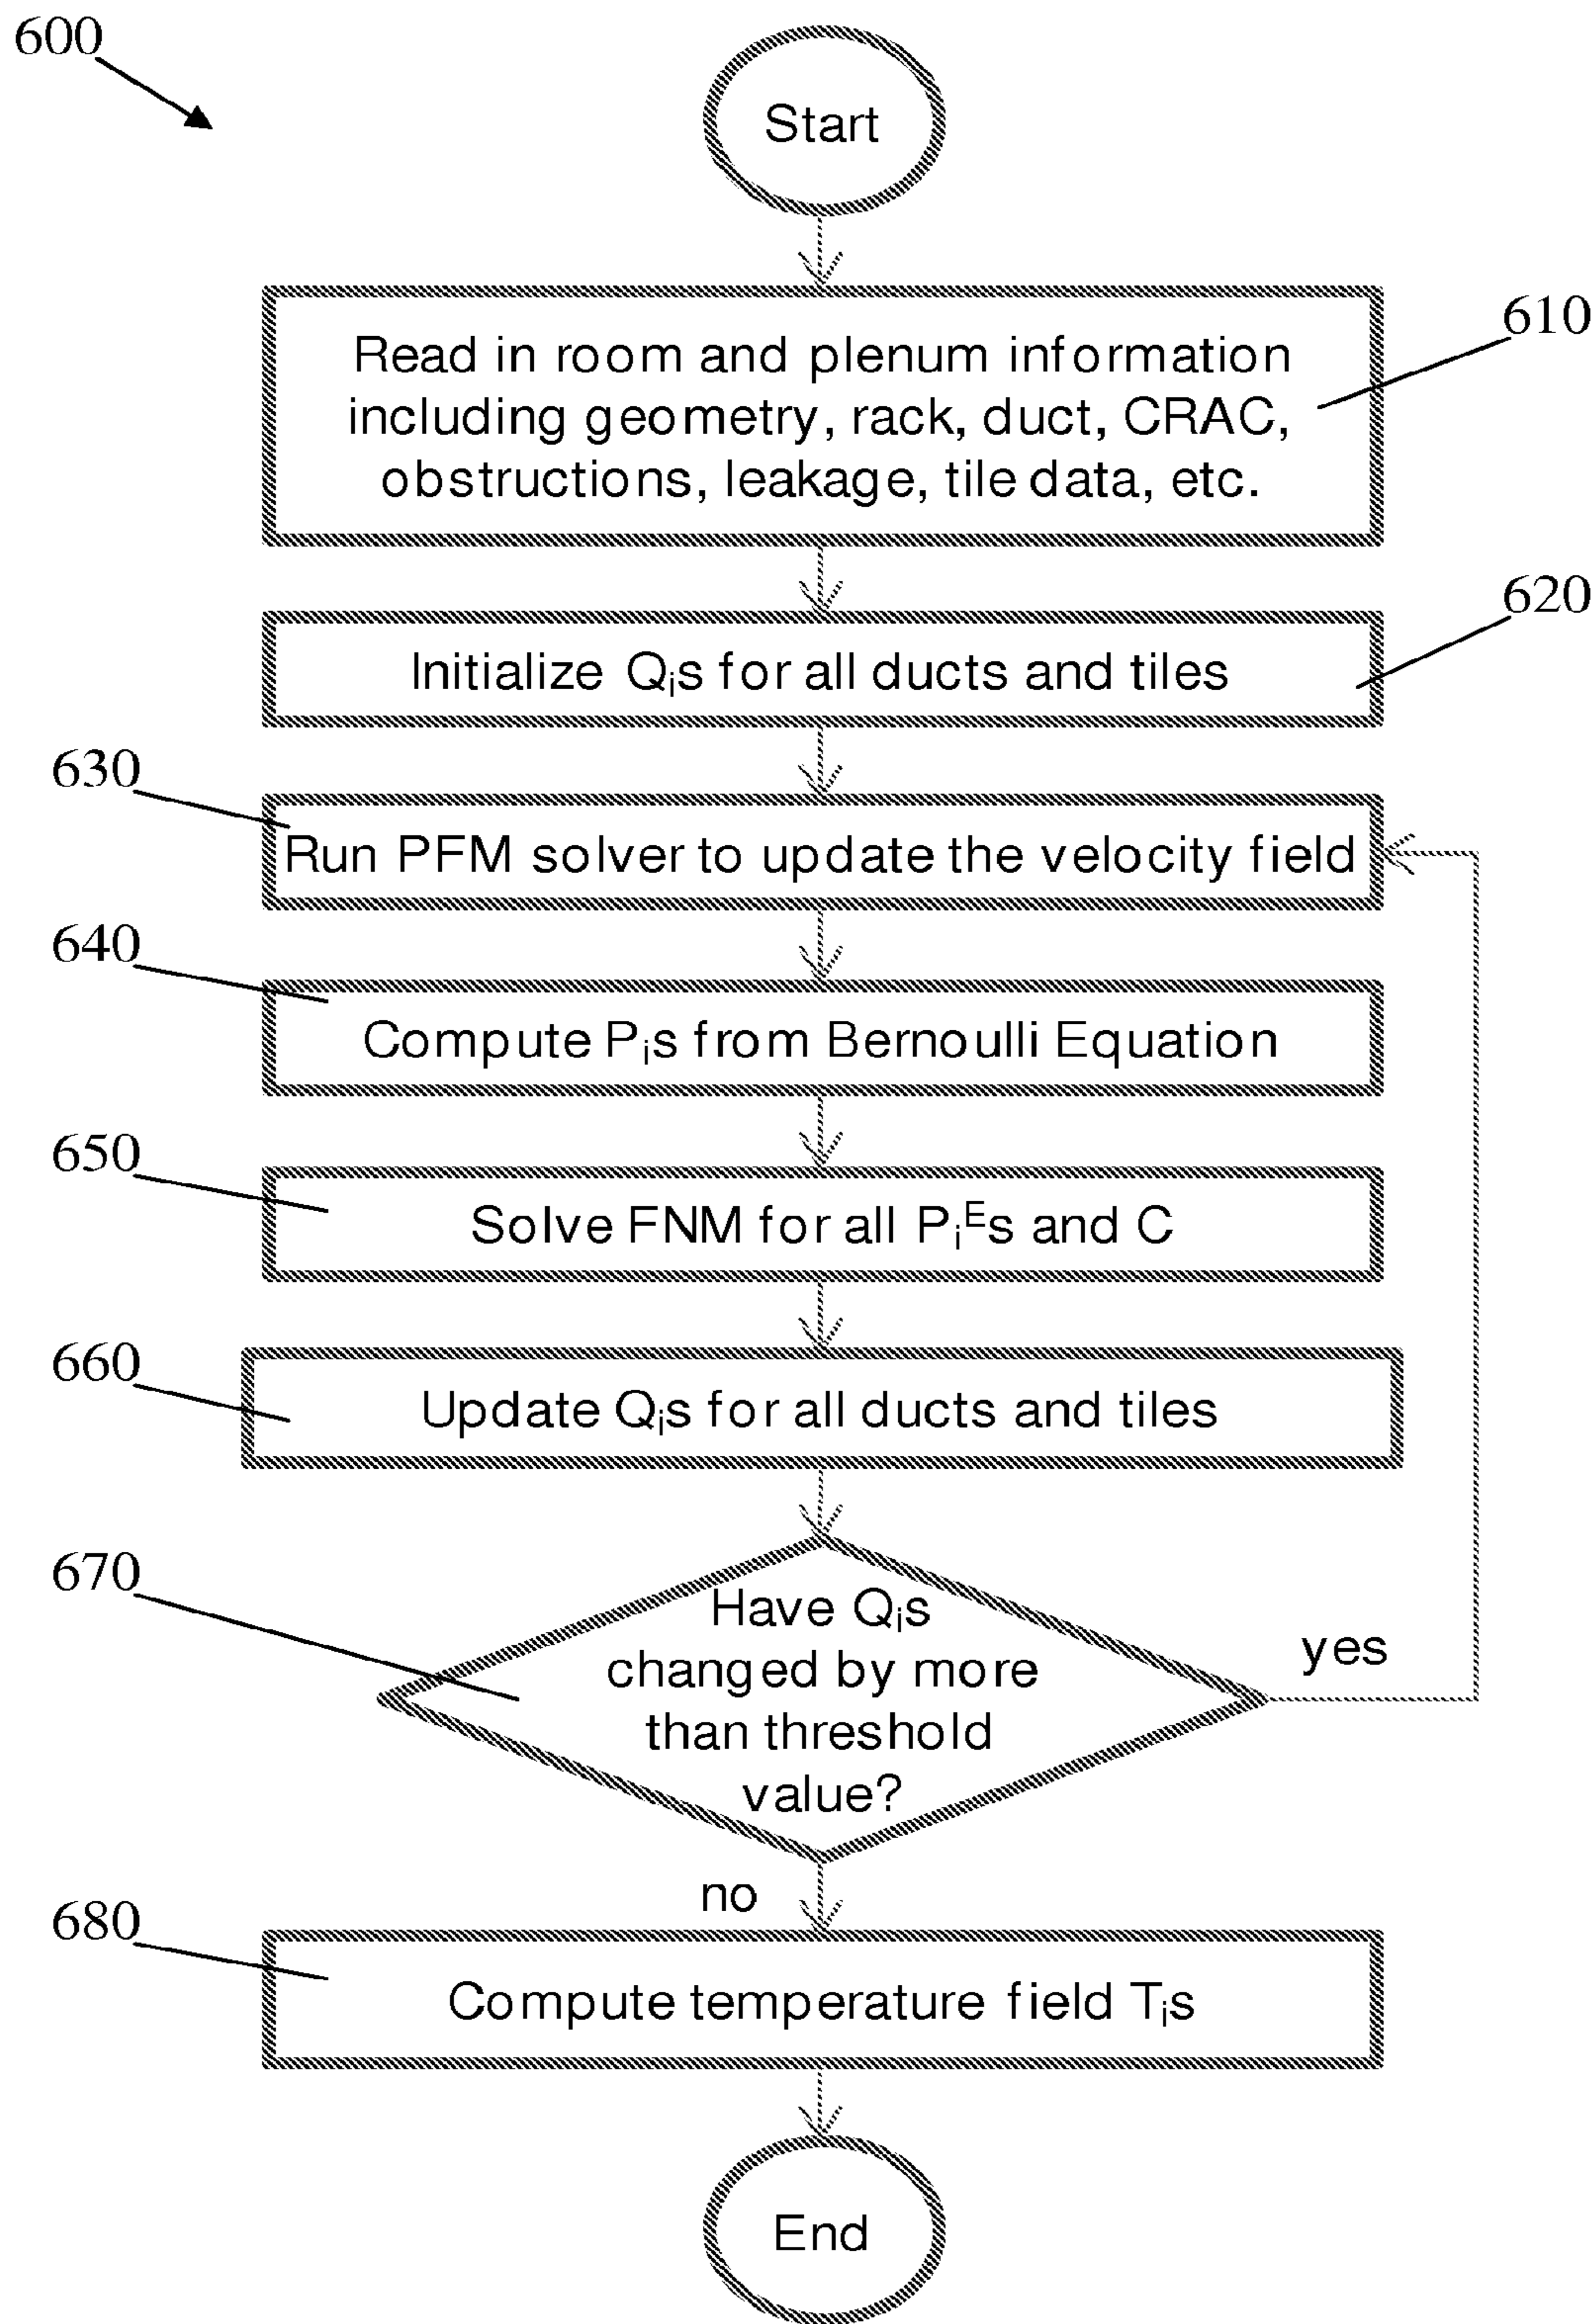 600
Start
610
Read in room and plenum information
including geometry, rack, duct, CRAC,
obstructions, leakage, tile data, etc.
620
Initialize Qᵢs for all ducts and tiles
630
Run PFM solver to update the velocity field
640
Compute Pᵢs from Bernoulli Equation
650
Solve FNM for all Pᵢᴱs and C
660
Update Qᵢs for all ducts and tiles
670
Have Qᵢs
changed by more
than threshold
value?
yes
no
680
Compute temperature field Tᵢs
End